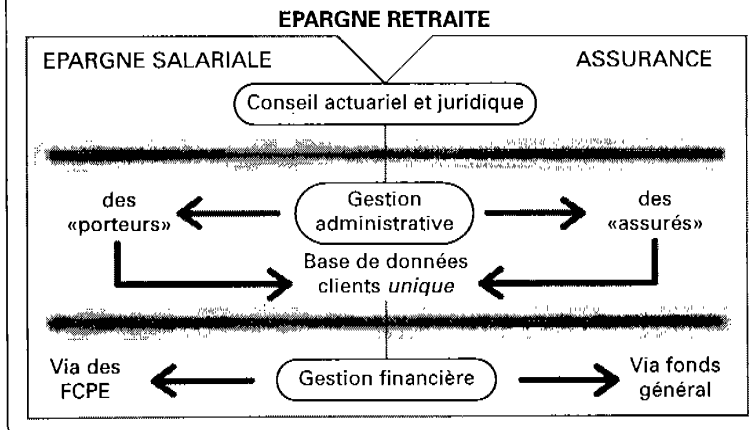 EPARGNE RETRAITE
EPARGNE SALARIALE
ASSURANCE
Conseil actuariel et juridique
des
«porteurs»
Gestion
administrative
des
«assurés»
Base de données
clients unique
Via des
FCPE
Gestion financière
Via fonds
général